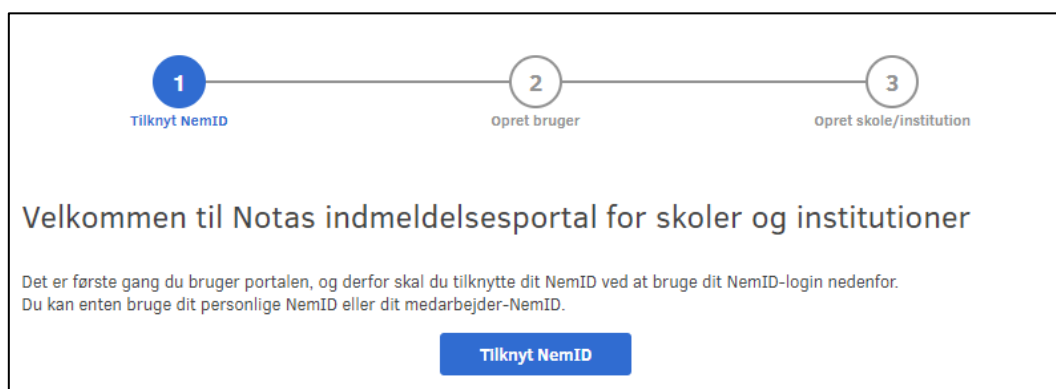 1
2
3
Tilknyt NemID
Opret bruger
Opret skole/institution
Velkommen til Notas indmeldelsesportal for skoler og institutioner
Det er første gang du bruger portalen, og derfor skal du tilknytte dit NemID ved at bruge dit NemID-login nedenfor.
Du kan enten bruge dit personlige NemID eller dit medarbejder-NemID.
Tilknyt NemID